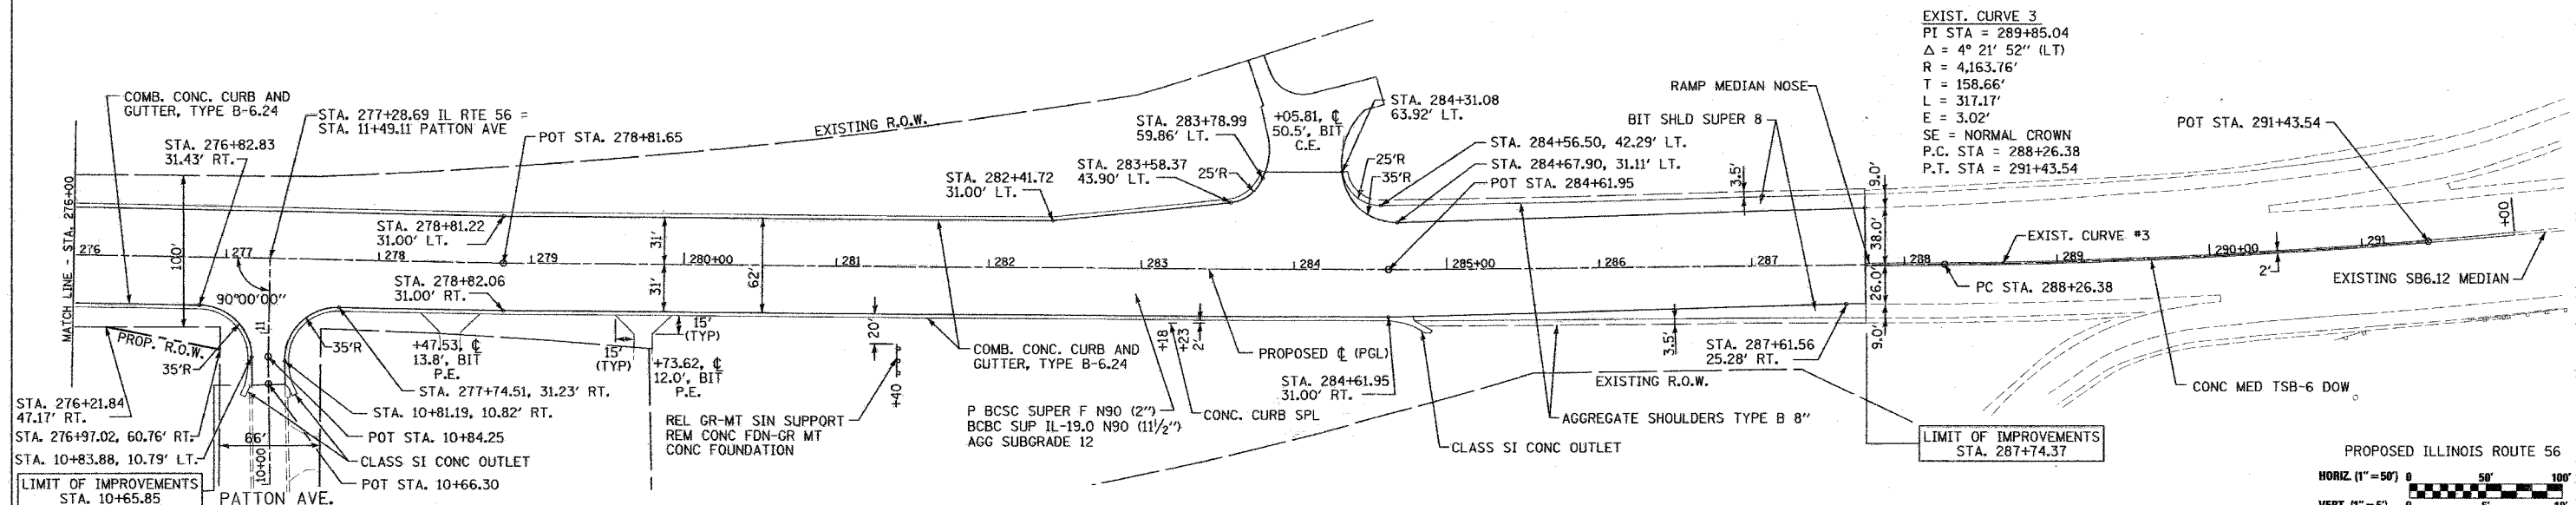 EXIST. CURVE 3
PI STA = 289+85.04
Δ = 4° 21' 52" (LT)
R = 4,163.76'
T = 158.66'
L = 317.17'
E = 3.02'
SE = NORMAL CROWN
P.C. STA = 288+26.38
P.T. STA = 291+43.54
COMB. CONC. CURB AND
GUTTER, TYPE B-6.24
STA. 277+28.69 IL RTE 56 =
STA. 11+49.11 PATTON AVE
STA. 276+82.83
31.43' RT.
POT STA. 278+81.65
EXISTING R.O.W.
STA. 283+78.99
59.86' LT.
+05.81, ℄
50.5', BIT
C.E.
STA. 284+31.08
63.92' LT.
RAMP MEDIAN NOSE
BIT SHLD SUPER 8
POT STA. 291+43.54
STA. 283+58.37
43.90' LT.
25'R
25'R
35'R
STA. 284+56.50, 42.29' LT.
STA. 284+67.90, 31.11' LT.
POT STA. 284+61.95
STA. 282+41.72
31.00' LT.
3.5'
9.0'
MATCH LINE - STA. 276+00
100'
STA. 278+81.22
31.00' LT.
31'
31'
62'
38.0'
26.0'
9.0'
+00
276
277
278
279
280+00
281
282
283
284
285+00
286
287
288
289
290+00
291
EXIST. CURVE #3
2'
EXISTING SB6.12 MEDIAN
PC STA. 288+26.38
90°00'00"
11
STA. 278+82.06
31.00' RT.
PROP. R.O.W.
35'R
35'R
+47.53, ℄
13.8', BIT
P.E.
15'
(TYP)
15'
(TYP)
+73.62, ℄
12.0', BIT
P.E.
20'
+40
COMB. CONC. CURB AND
GUTTER, TYPE B-6.24
+18
+23
2'
PROPOSED ℄ (PGL)
3.5'
STA. 287+61.56
25.28' RT.
STA. 284+61.95
31.00' RT.
EXISTING R.O.W.
CONC MED TSB-6 DOW
STA. 276+21.84
47.17' RT.
STA. 277+74.51, 31.23' RT.
STA. 10+81.19, 10.82' RT.
STA. 276+97.02, 60.76' RT.
66'
POT STA. 10+84.25
STA. 10+83.88, 10.79' LT.
CLASS SI CONC OUTLET
POT STA. 10+66.30
10+00
REL GR-MT SIN SUPPORT
REM CONC FDN-GR MT
CONC FOUNDATION
P BCSC SUPER F N90 (2")
BCBC SUP IL-19.0 N90 (11½")
AGG SUBGRADE 12
CONC. CURB SPL
AGGREGATE SHOULDERS TYPE B 8"
CLASS SI CONC OUTLET
LIMIT OF IMPROVEMENTS
STA. 287+74.37
LIMIT OF IMPROVEMENTS
STA. 10+65.85
PATTON AVE.
PROPOSED ILLINOIS ROUTE 56
HORIZ. (1"=50') 0 50' 100'
VERT. (1"=5') 0 5' 10'